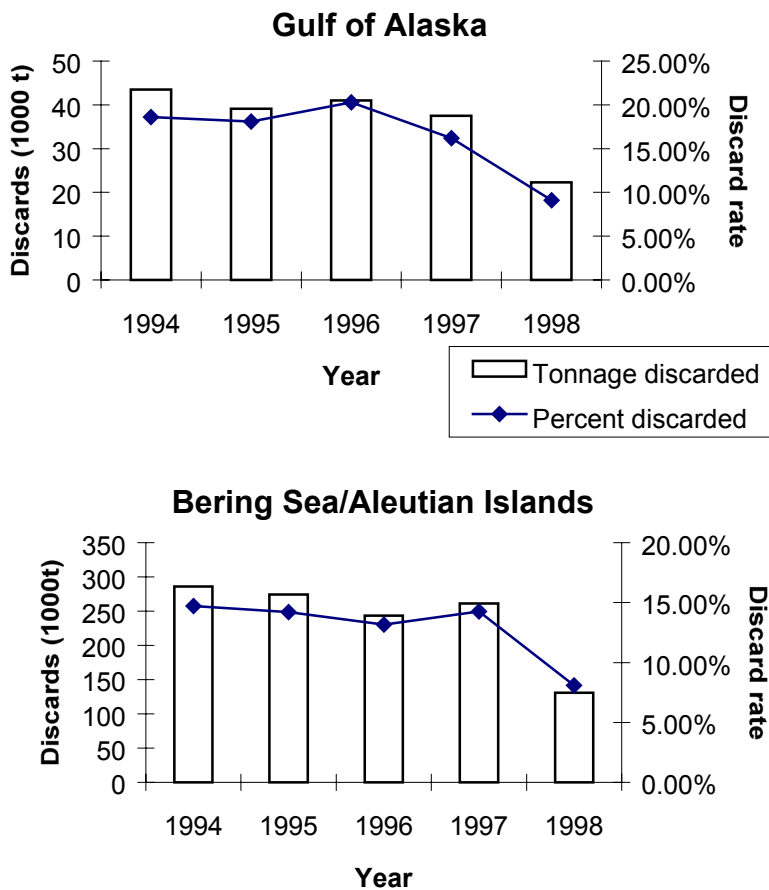 Gulf of Alaska
Discards (1000 t)
50
40
30
20
10
0
25.00%
20.00%
15.00%
10.00%
5.00%
0.00%
Discard rate
1994 1995 1996 1997 1998
Year
Tonnage discarded
Percent discarded
Bering Sea/Aleutian Islands
Discards (1000t)
350
300
250
200
150
100
50
0
20.00%
15.00%
10.00%
5.00%
0.00%
Discard rate
1994 1995 1996 1997 1998
Year